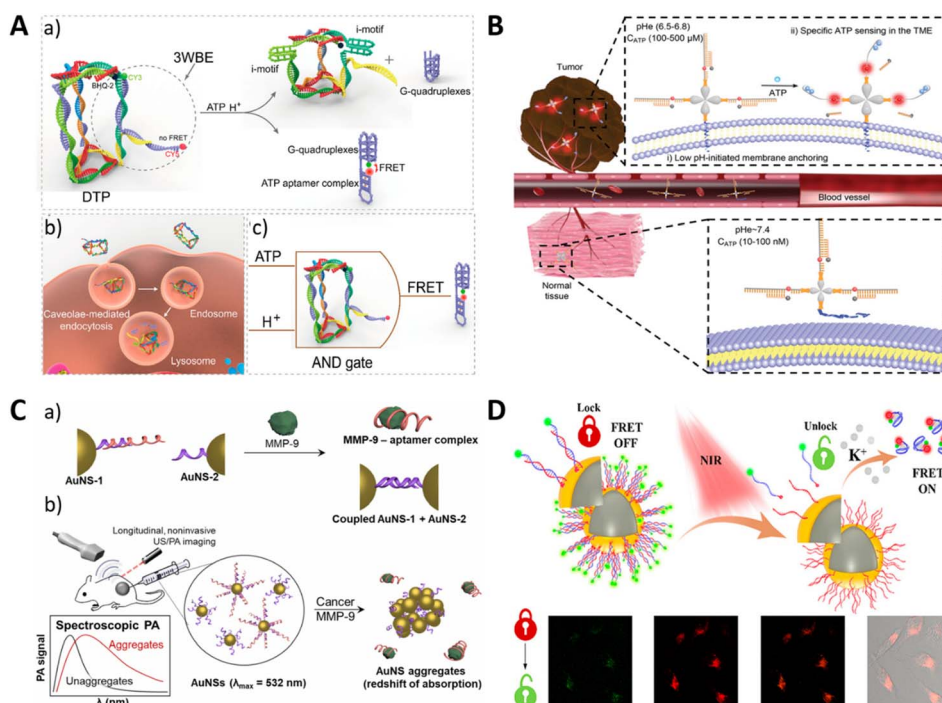 A
a)
3WBE
BHQ-2
CY3
no FRET
CY5
DTP
ATP H⁺
i-motif
i-motif
+
G-quadruplexes
G-quadruplexes
FRET
ATP aptamer complex
b)
Caveolae-mediated
endocytosis
Endosome
Lysosome
c)
ATP
H⁺
FRET
AND gate
B
Tumor
pHe (6.5-6.8)
C_ATP (100-500 µM)
ii) Specific ATP sensing in the TME
ATP
i) Low pH-initiated membrane anchoring
Blood vessel
Normal
tissue
pHe~7.4
C_ATP (10-100 nM)
C
a)
AuNS-1
AuNS-2
MMP-9
MMP-9 – aptamer complex
Coupled AuNS-1 + AuNS-2
b)
Longitudinal, noninvasive
US/PA imaging
Spectroscopic PA
PA signal
Aggregates
Unaggregates
λ (nm)
AuNSs (λmax = 532 nm)
Cancer
MMP-9
AuNS aggregates
(redshift of absorption)
D
Lock
FRET
OFF
NIR
Unlock
K⁺
FRET
ON